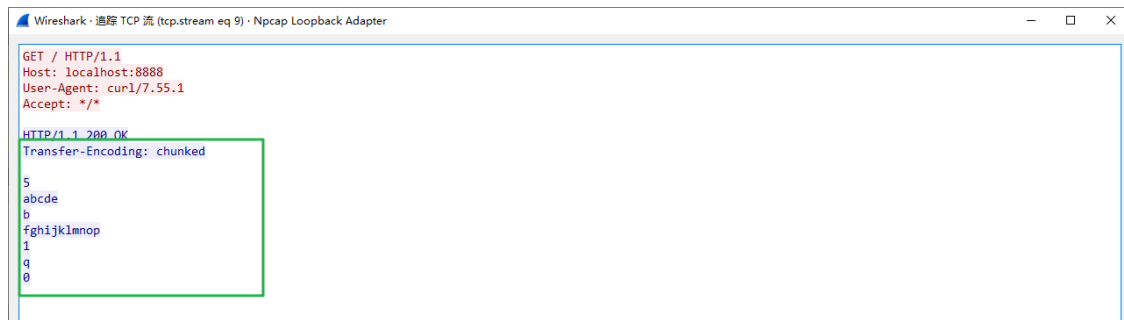 Wireshark · 追踪 TCP 流 (tcp.stream eq 9) · Npcap Loopback Adapter
GET / HTTP/1.1
Host: localhost:8888
User-Agent: curl/7.55.1
Accept: */*
HTTP/1.1 200 OK
Transfer-Encoding: chunked
5
abcde
b
fghijklmnop
1
q
0